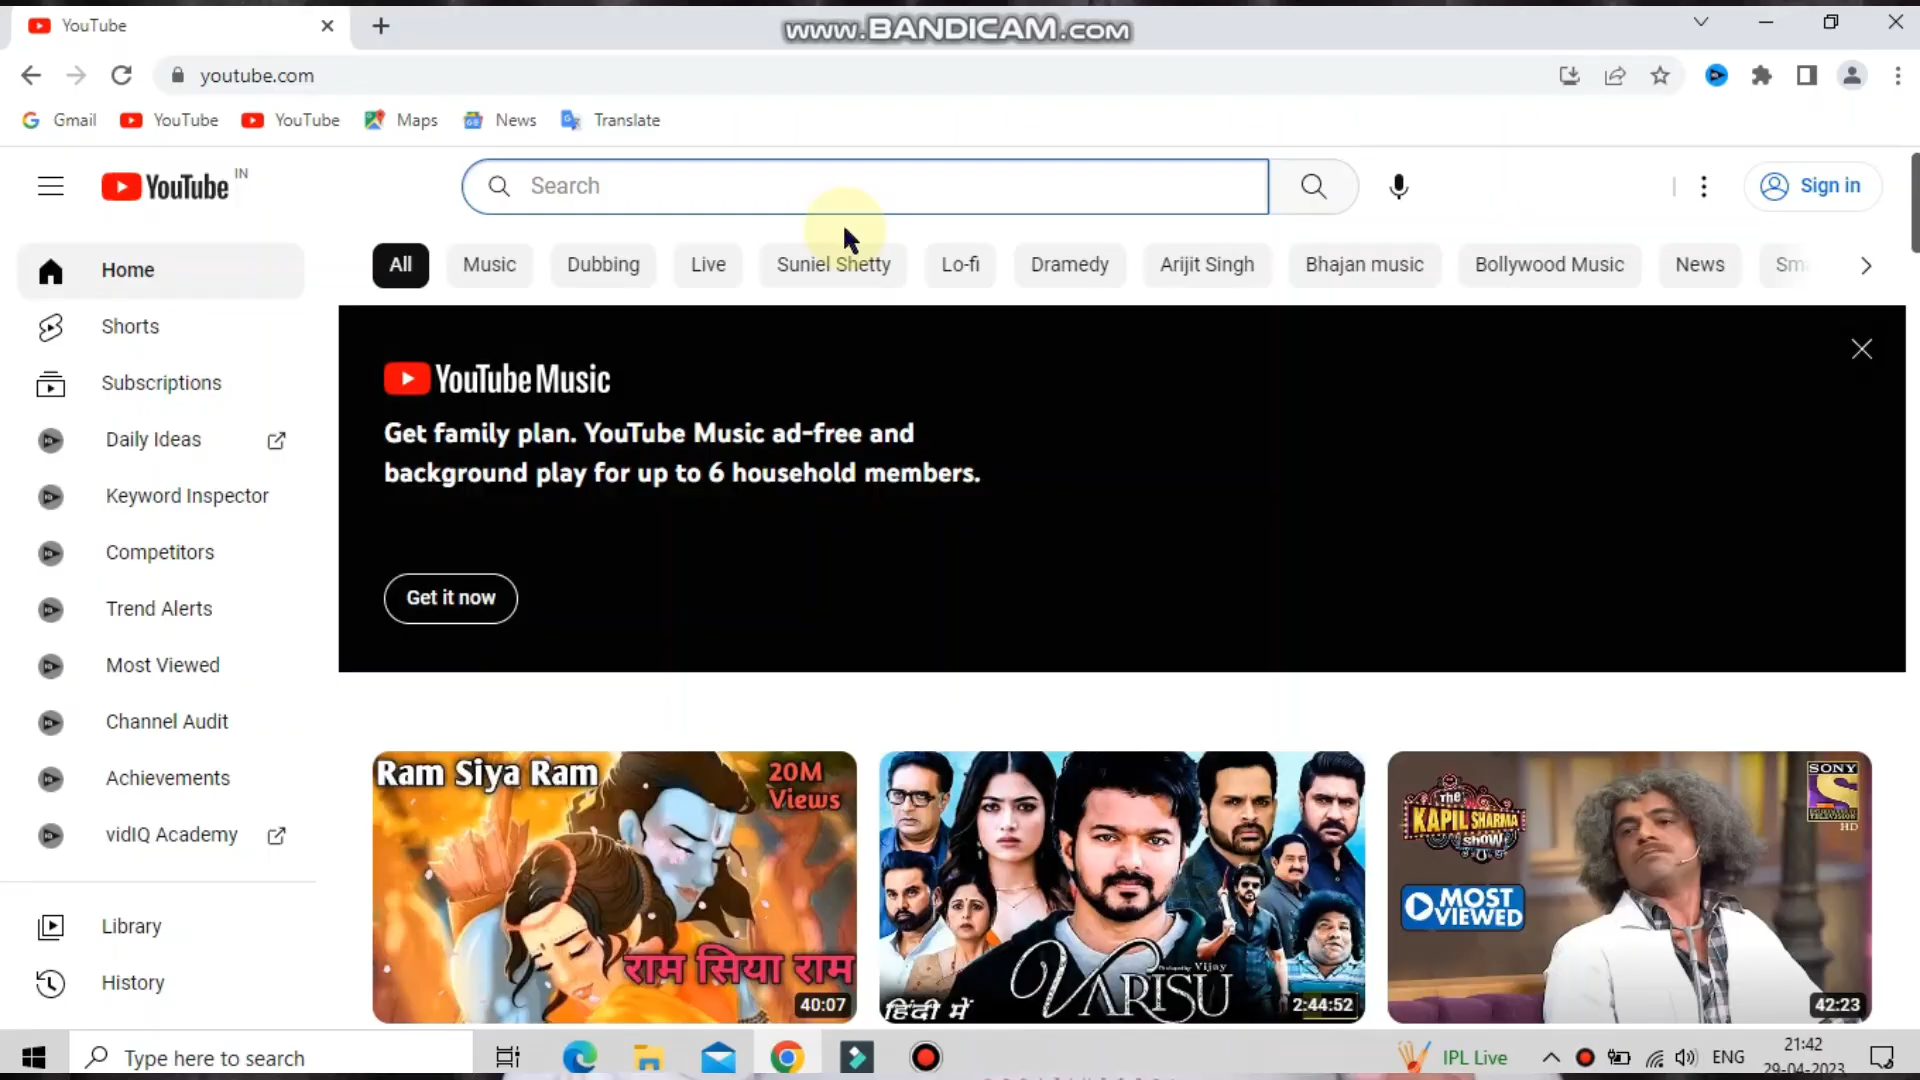 YouTube
www.BANDICAM.com
youtube.com
Gmail
YouTube
YouTube
Maps
News
Translate
YouTube IN
Search
Sign in
All
Music
Dubbing
Live
Suniel Shetty
Lo-fi
Dramedy
Arijit Singh
Bhajan music
Bollywood Music
News
Home
Shorts
Subscriptions
Daily Ideas
Keyword Inspector
Competitors
Trend Alerts
Most Viewed
Channel Audit
Achievements
vidIQ Academy
Library
History
YouTube Music
Get family plan. YouTube Music ad-free and
background play for up to 6 household members.
Get it now
Ram Siya Ram
20M
Views
राम सिया राम
40:07
Vijay
VARISU
हिंदी में
2:44:52
The
KAPIL SHARMA
SHOW
MOST
VIEWED
SONY
HD
42:23
Type here to search
IPL Live
ENG
21:42
29-04-2023